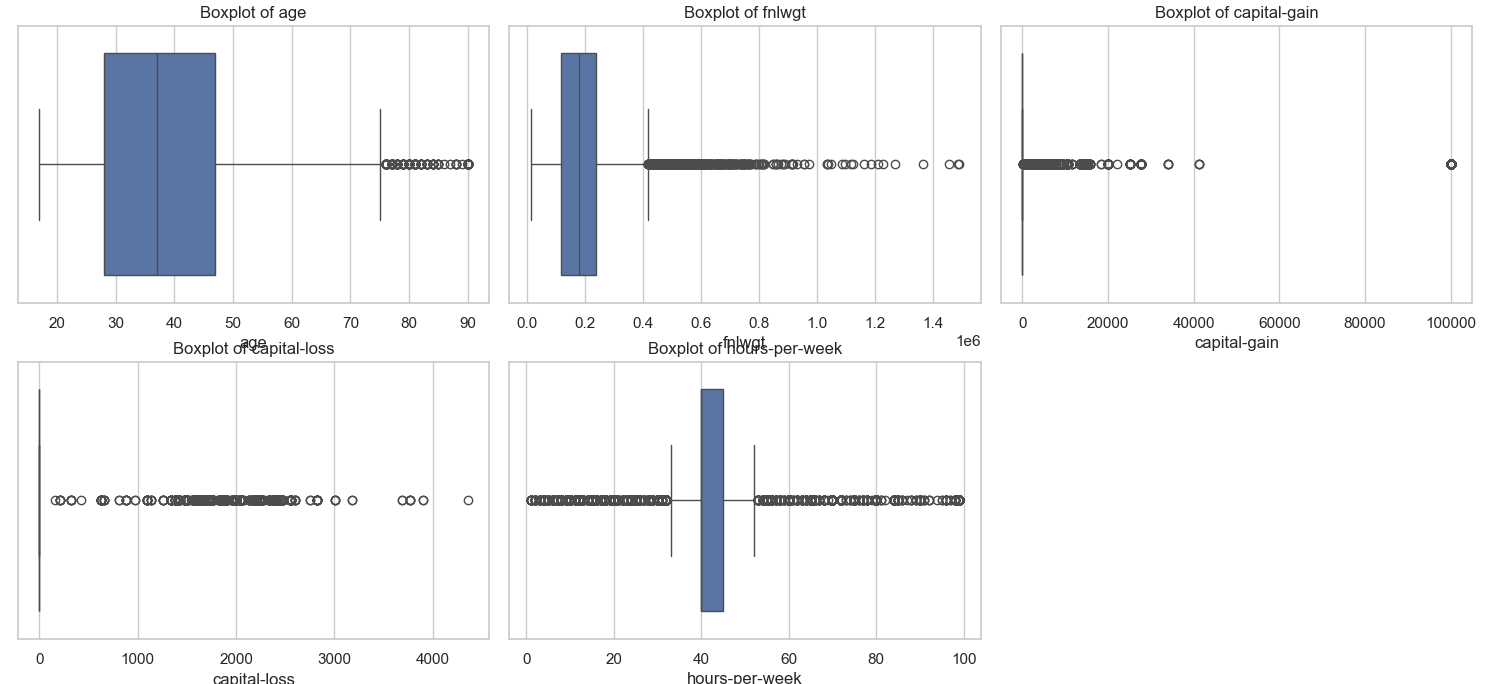 Boxplot of age
20 30 40 50 60 70 80 90
age
Boxplot of fnlwgt
0.0 0.2 0.4 0.6 0.8 1.0 1.2 1.4
1e6
fnlwgt
Boxplot of capital-gain
0 20000 40000 60000 80000 100000
capital-gain
Boxplot of capital-loss
0 1000 2000 3000 4000
capital-loss
Boxplot of hours-per-week
0 20 40 60 80 100
hours-per-week